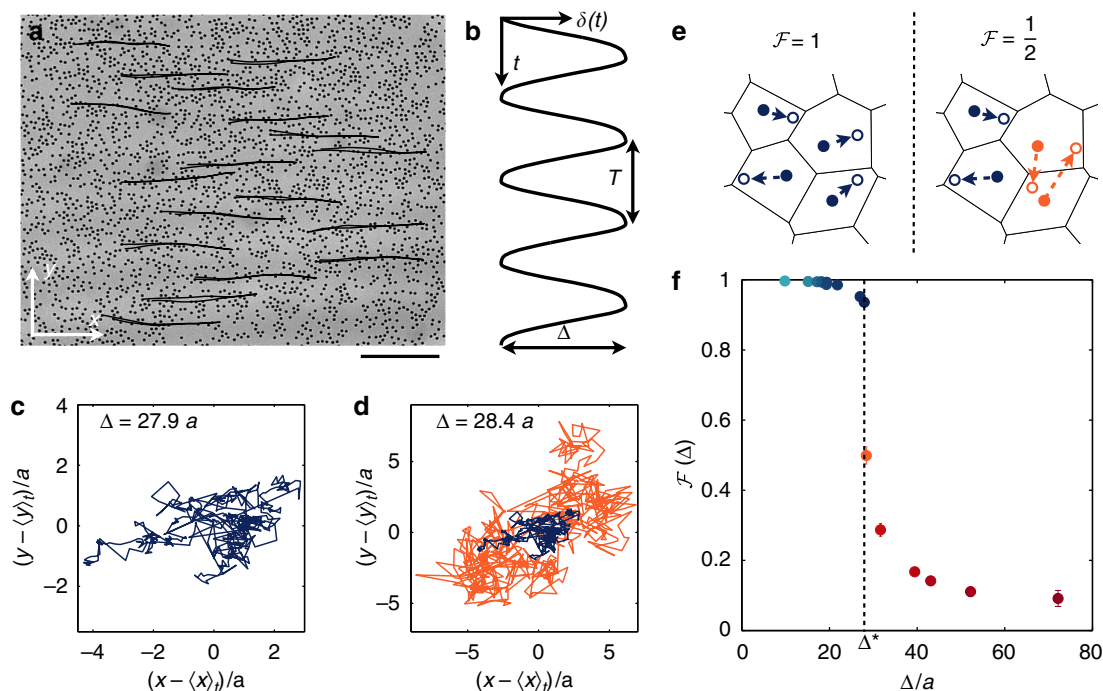 a
y
x
b
δ(t)
t
T
Δ
e
ℱ = 1
ℱ = 1/2
c
Δ = 27.9 a
4
2
0
−2
−4
−2
0
2
(y − ⟨y⟩t)/a
(x − ⟨x⟩t)/a
d
Δ = 28.4 a
5
0
−5
−5
0
5
(y − ⟨y⟩t)/a
(x − ⟨x⟩t)/a
f
1
0.8
0.6
0.4
0.2
0
0
20
Δ*
40
60
80
ℱ (Δ)
Δ/a